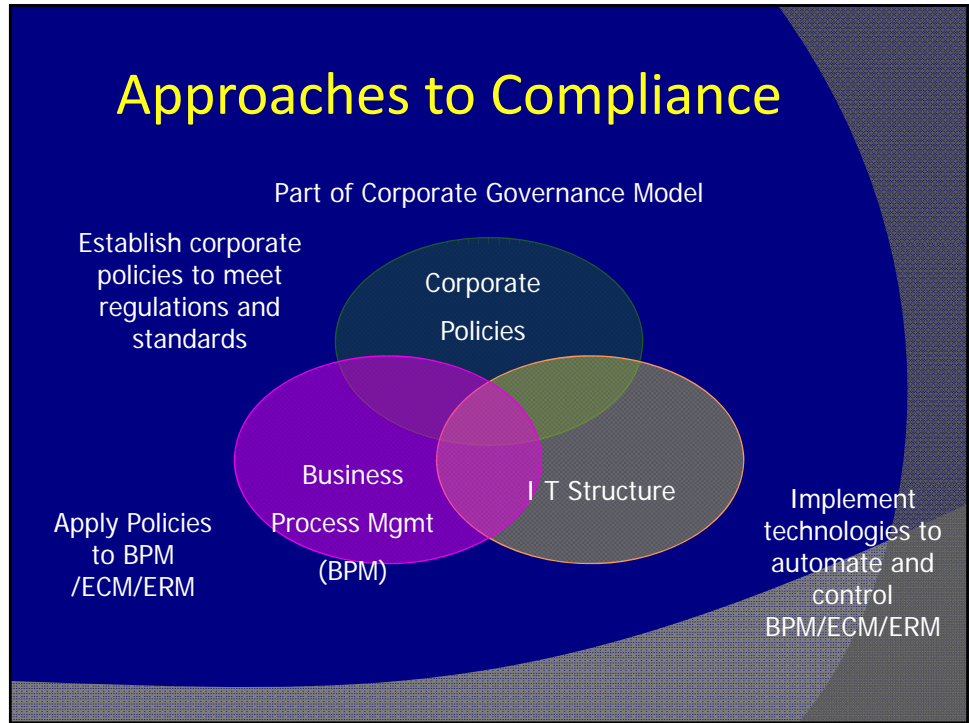 Approaches to Compliance
Part of Corporate Governance Model
Establish corporate
policies to meet
regulations and
standards
Corporate
Policies
Business
Process Mgmt
(BPM)
I T Structure
Apply Policies
to BPM
/ECM/ERM
Implement
technologies to
automate and
control
BPM/ECM/ERM